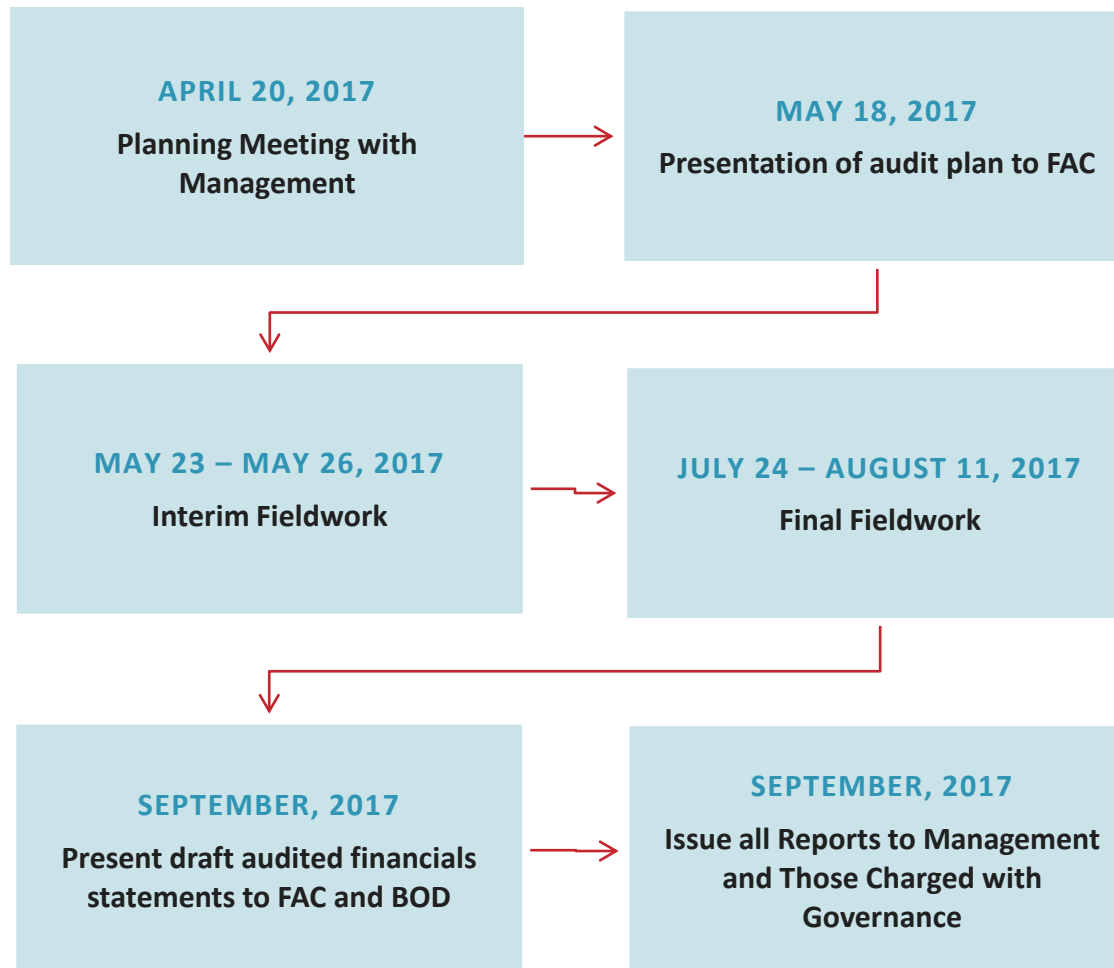 APRIL 20, 2017
Planning Meeting with
Management
MAY 18, 2017
Presentation of audit plan to FAC
MAY 23 – MAY 26, 2017
Interim Fieldwork
JULY 24 – AUGUST 11, 2017
Final Fieldwork
SEPTEMBER, 2017
Present draft audited financials
statements to FAC and BOD
SEPTEMBER, 2017
Issue all Reports to Management
and Those Charged with
Governance